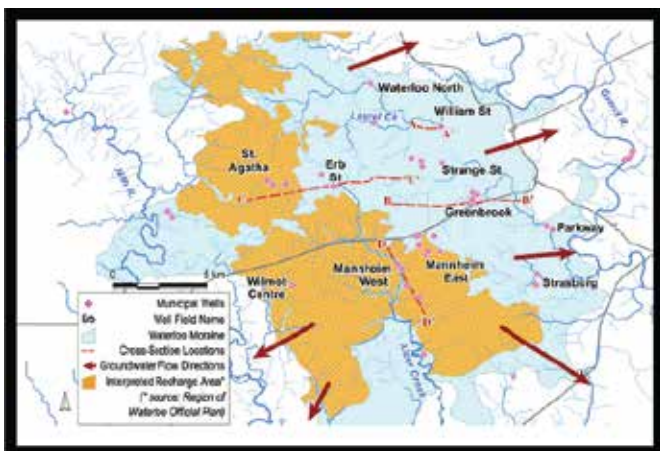 Waterloo North
William St
Laurel Ck
A
A'
Grand R.
St.
Agatha
Erb
St
Strange St
Nith R.
C
B
B'
Greenbrook
Parkway
D
Mannheim
West
Mannheim
East
Strasburg
Wilmot
Centre
D'
Alder Creek
0
5 km
Municipal Wells
Erb
Well Field Name
Waterloo Moraine
Cross-Section Locations
Groundwater Flow Directions
Interpreted Recharge Area*
(* source: Region of
Waterloo Official Plan)